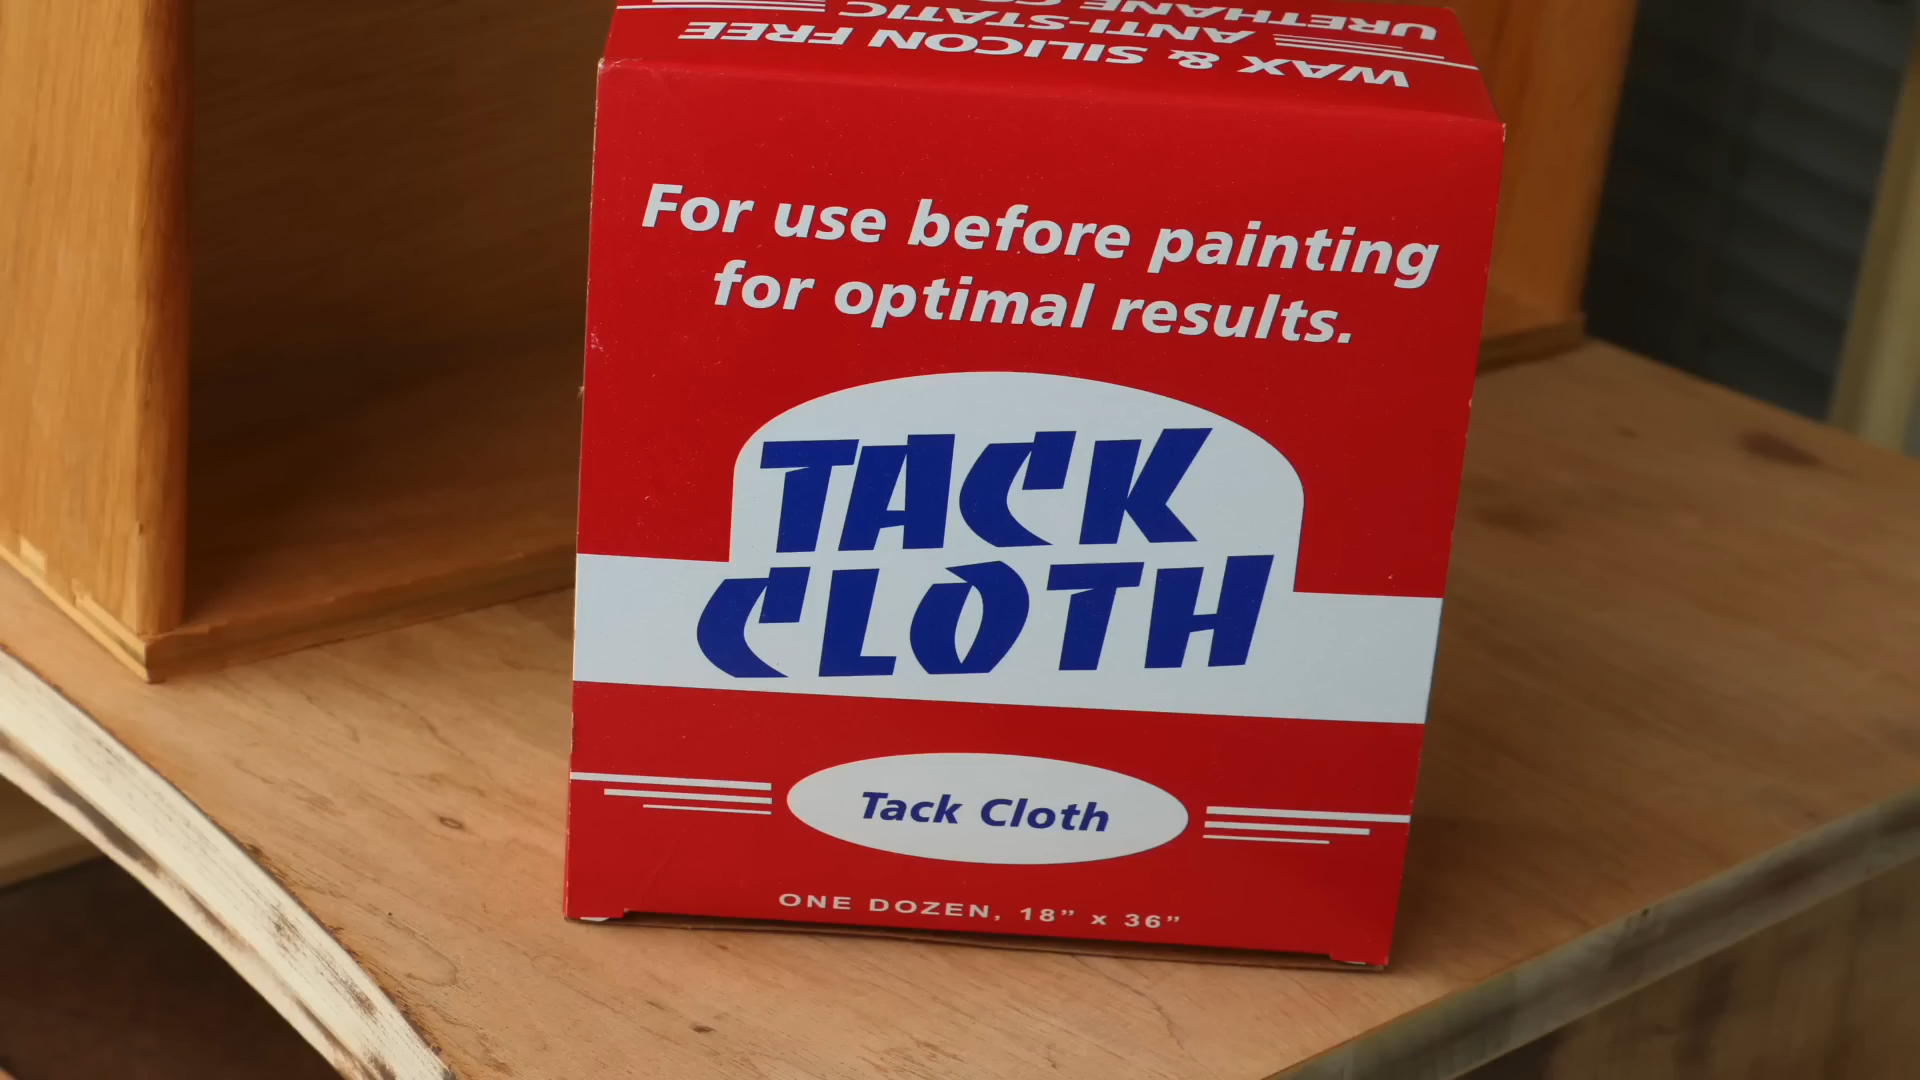 URETHANE
ANTI-STATIC
WAX & SILICON FREE
For use before painting
for optimal results.
TACK
CLOTH
Tack Cloth
ONE DOZEN, 18” x 36”